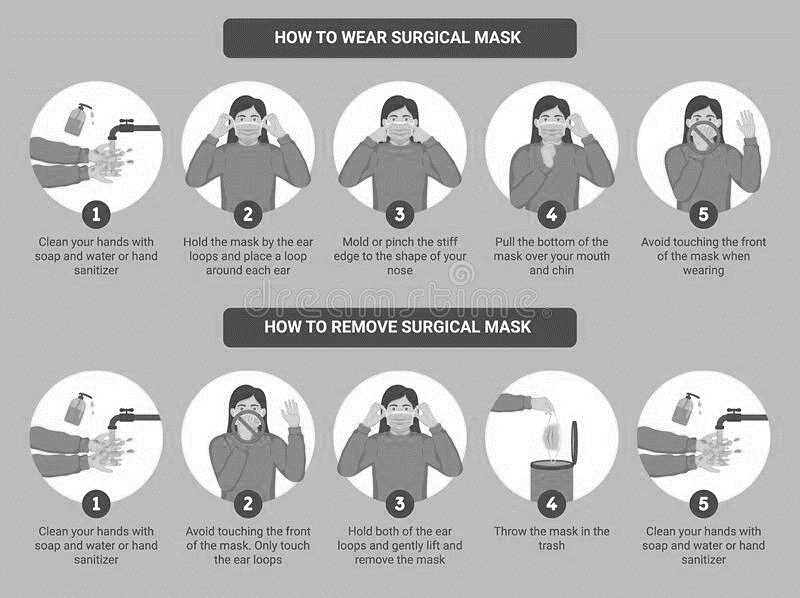 HOW TO WEAR SURGICAL MASK
1
Clean your hands with
soap and water or hand
sanitizer
2
Hold the mask by the ear
loops and place a loop
around each ear
3
Mold or pinch the stiff
edge to the shape of your
nose
4
Pull the bottom of the
mask over your mouth
and chin
5
Avoid touching the front
of the mask when
wearing
dreamstime.com
HOW TO REMOVE SURGICAL MASK
1
Clean your hands with
soap and water or hand
sanitizer
2
Avoid touching the front
of the mask. Only touch
the ear loops
3
Hold both of the ear
loops and gently lift and
remove the mask
4
Throw the mask in the
trash
5
Clean your hands with
soap and water or hand
sanitizer